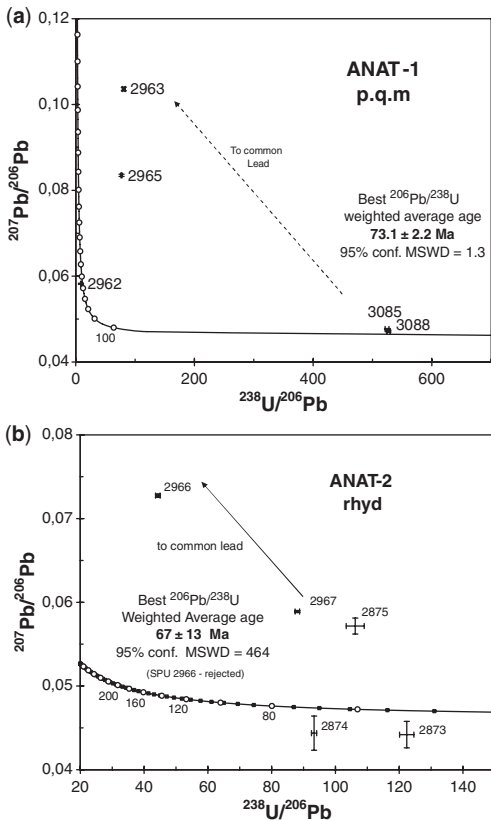 (a)
ANAT-1
p.q.m
0,12
0,10
0,08
0,06
0,04
207Pb/206Pb
2963
2965
2962
To common
Lead
Best 206Pb/238U
weighted average age
73.1 ± 2.2 Ma
95% conf. MSWD = 1.3
3085
3088
100
0
200
400
600
238U/206Pb
(b)
ANAT-2
rhyd
0,08
0,07
0,06
0,05
0,04
207Pb/206Pb
2966
to common lead
2967
2875
Best 206Pb/238U
Weighted Average age
67 ± 13 Ma
95% conf. MSWD = 464
(SPU 2966 - rejected)
200
160
120
80
2874
2873
20
40
60
80
100
120
140
238U/206Pb